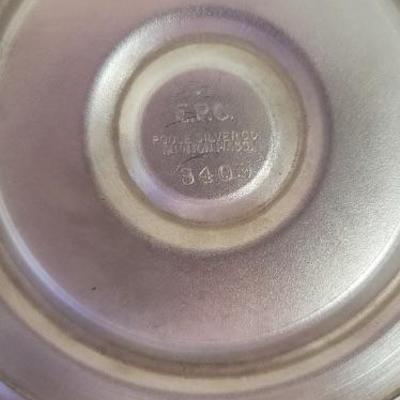 E.P.C.
POOLE SILVER CO.
TAUNTON, MASS.
340